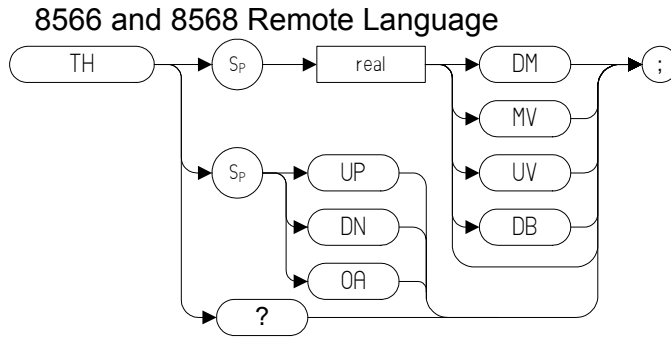 8566 and 8568 Remote Language
TH Sp real DM ;
MV
Sp UP UV
DN DB
OA
?